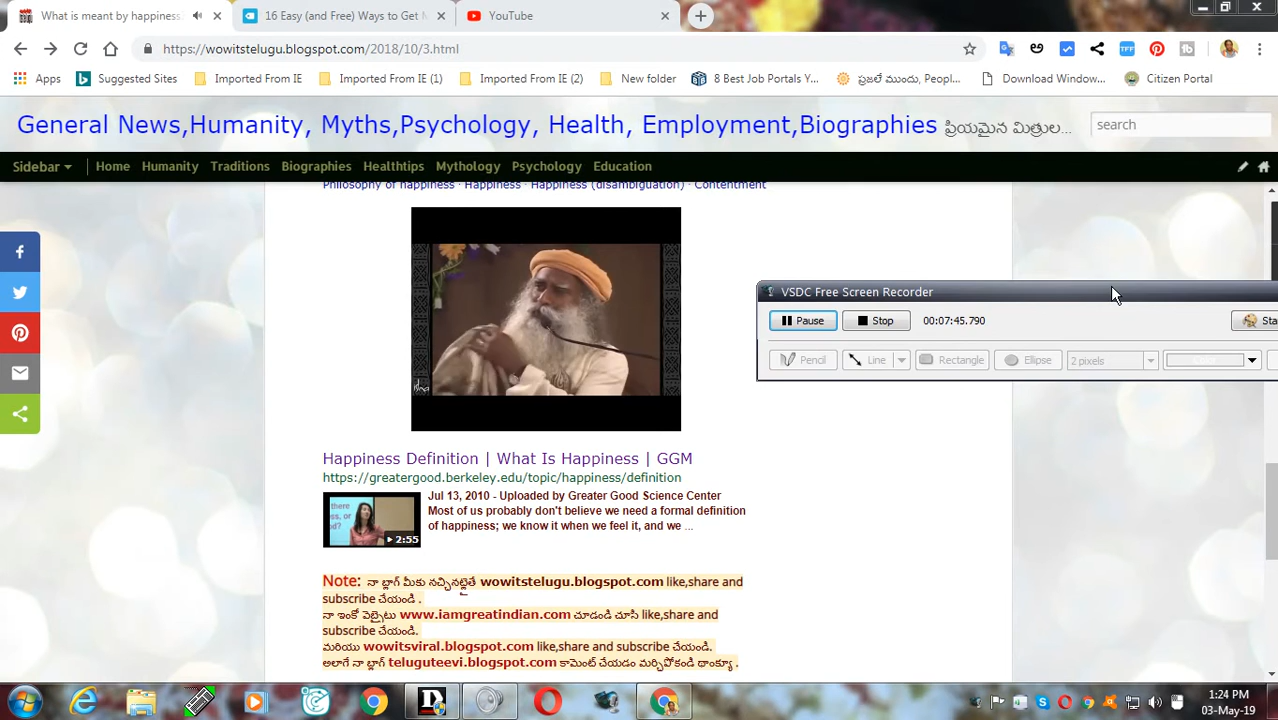 What is meant by happiness
16 Easy (and Free) Ways to Get M
YouTube
https://wowitstelugu.blogspot.com/2018/10/3.html
Apps
Suggested Sites
Imported From IE
Imported From IE (1)
Imported From IE (2)
New folder
8 Best Job Portals Y...
ప్రజలే ముందు, Peopl...
Download Window...
Citizen Portal
General News,Humanity, Myths,Psychology, Health, Employment,Biographies ప్రియమైన మిత్రుల...
search
Sidebar
Home
Humanity
Traditions
Biographies
Healthtips
Mythology
Psychology
Education
Philosophy of happiness · Happiness · Happiness (disambiguation) · Contentment
VSDC Free Screen Recorder
Pause
Stop
00:07:45.790
Sta
Pencil
Line
Rectangle
Ellipse
2 pixels
Happiness Definition | What Is Happiness | GGM
https://greatergood.berkeley.edu/topic/happiness/definition
2:55
Jul 13, 2010 - Uploaded by Greater Good Science Center
Most of us probably don't believe we need a formal definition
of happiness; we know it when we feel it, and we ...
Note: నా బ్లాగ్ మీకు నచ్చినట్లైతే wowitstelugu.blogspot.com like,share and
subscribe చేయండి .
నా ఇంకో వెబ్సైటు www.iamgreatindian.com చూడండి చూసి like,share and
subscribe చేయండి.
మరియు wowitsviral.blogspot.com like,share and subscribe చేయండి.
అలాగే నా బ్లాగ్ teluguteevi.blogspot.com కామెంట్ చేయడం మర్చిపోకండి థాంక్యూ .
1:24 PM
03-May-19